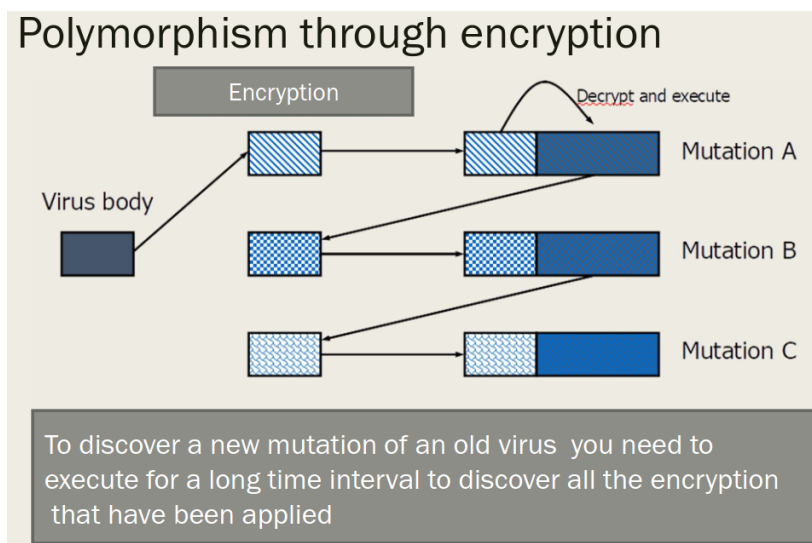 Polymorphism through encryption
Encryption
Decrypt and execute
Mutation A
Virus body
Mutation B
Mutation C
To discover a new mutation of an old virus you need to
execute for a long time interval to discover all the encryption
that have been applied